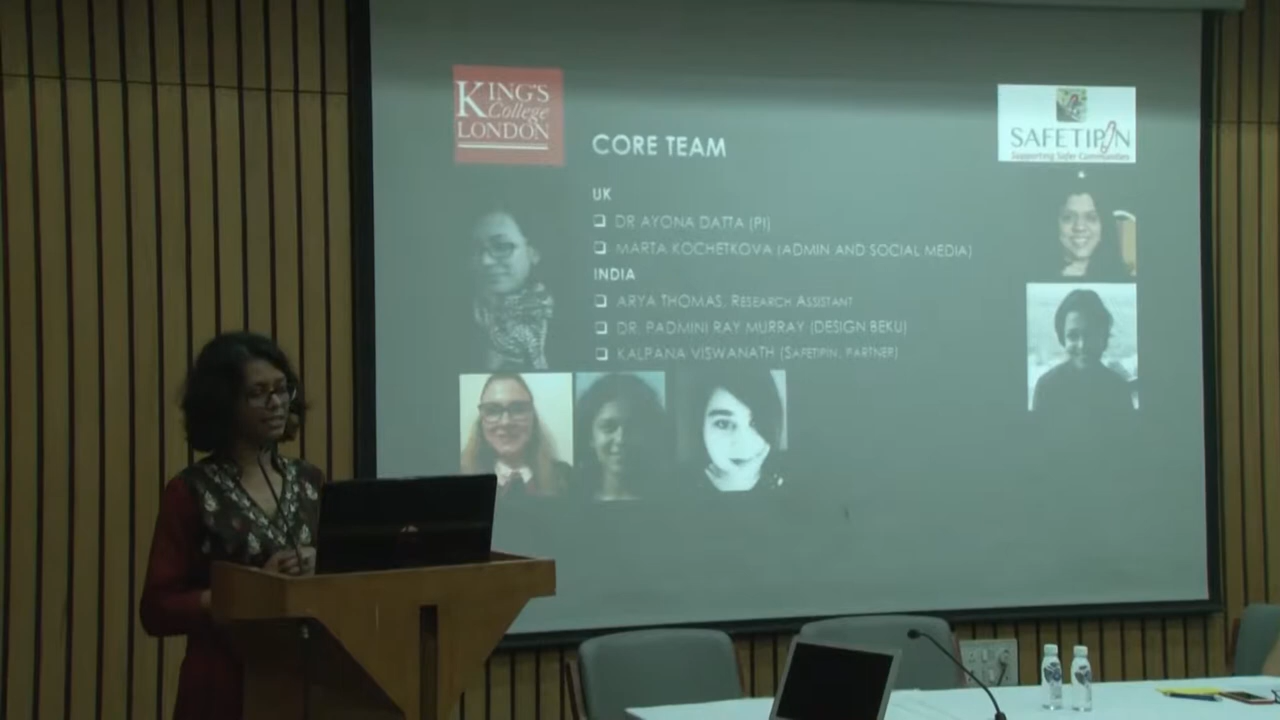 KING'S
College
LONDON
CORE TEAM
SAFETIPIN
Supporting Safer Communities
UK
DR AYONA DATTA (PI)
MARTA KOCHETKOVA (ADMIN AND SOCIAL MEDIA)
INDIA
ARYA THOMAS, RESEARCH ASSISTANT
DR. PADMINI RAY MURRAY (DESIGN BEKU)
KALPANA VISWANATH (SAFETIPIN, PARTNER)